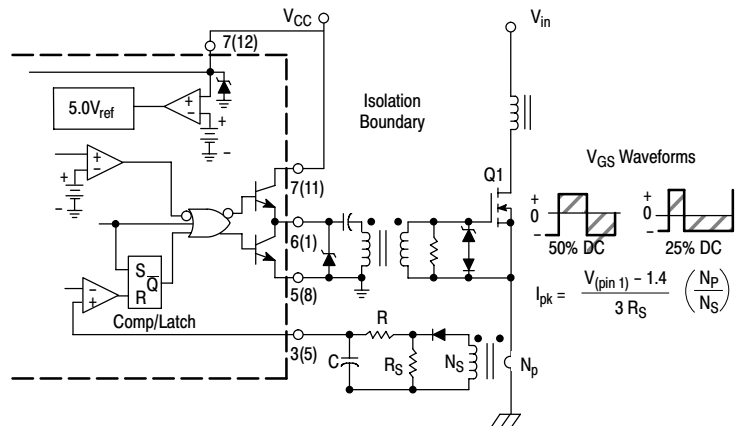 V_CC
V_in
7(12)
5.0V_ref
+
−
Isolation
Boundary
+
−
V_GS Waveforms
+
−
+
−
7(11)
Q1
+
0
−
+
0
−
6(1)
50% DC
25% DC
S
Q̅
R
5(8)
I_pk = V_(pin 1) − 1.4 / 3 R_S (N_P / N_S)
−
+
Comp/Latch
3(5)
R
C
R_S
N_S
N_p